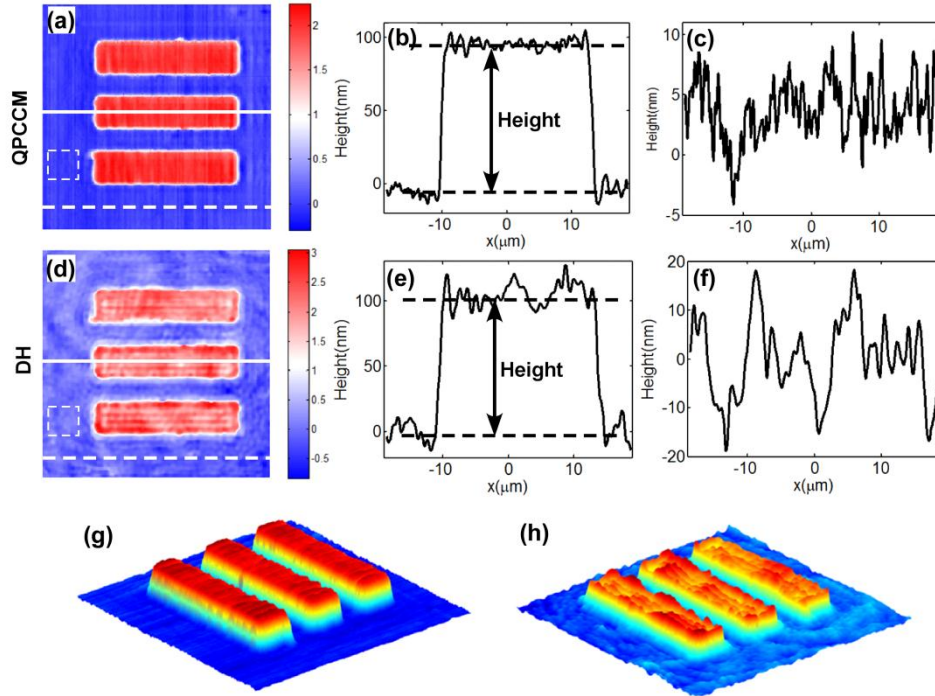 QPCCM
(a)
2
1.5
1
0.5
0
(b)
Height(nm)
100
50
0
Height
-10 0 10
x(μm)
(c)
Height(nm)
10
5
0
5
-10 0 10
x(μm)
DH
(d)
3
2.5
2
1.5
1
0.5
0
-0.5
(e)
Height(nm)
100
50
0
Height
-10 0 10
x(μm)
(f)
Height(nm)
20
10
0
-10
20
-10 0 10
x(μm)
(g)
(h)